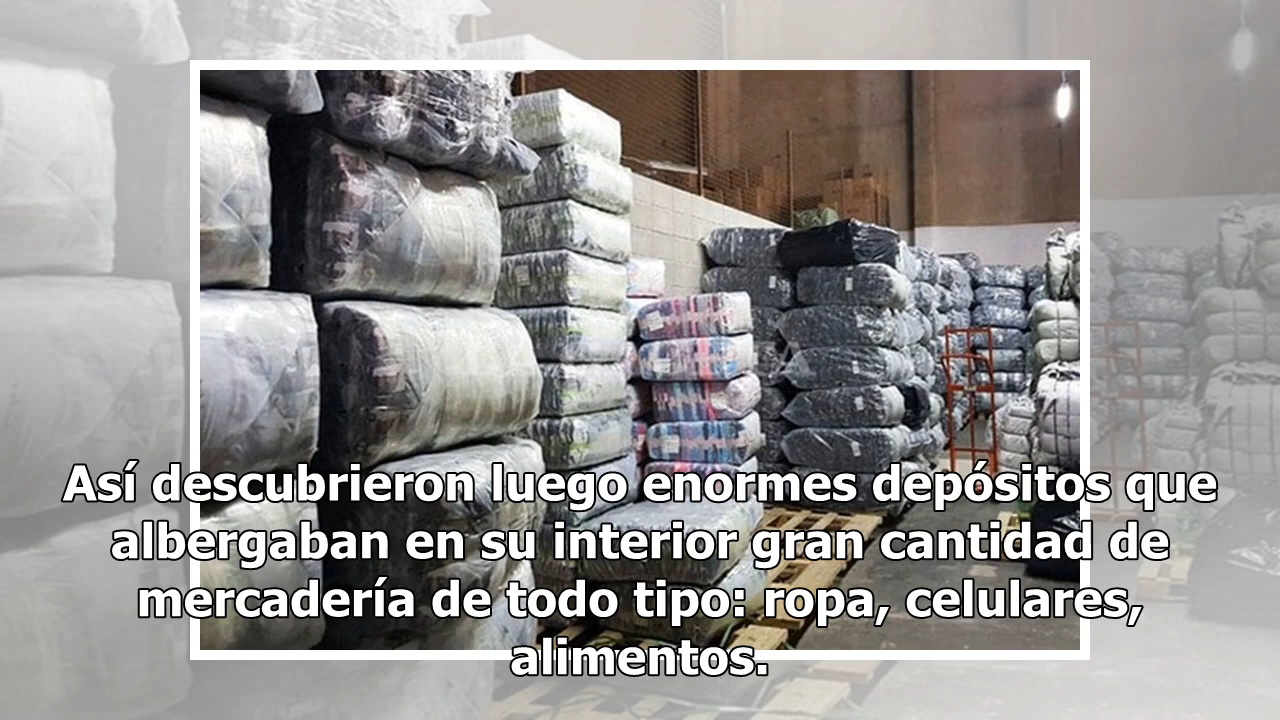 Así descubrieron luego enormes depósitos que
albergaban en su interior gran cantidad de
mercadería de todo tipo: ropa, celulares,
alimentos.